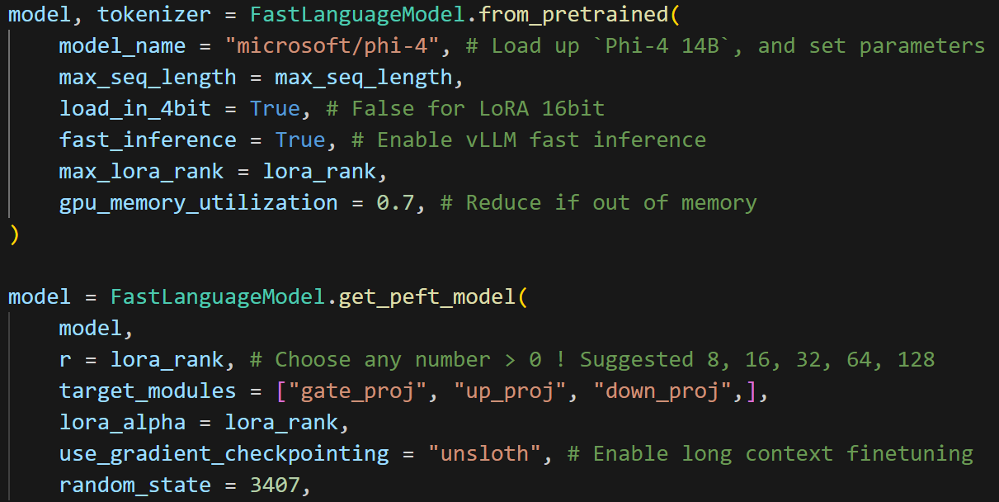 model, tokenizer = FastLanguageModel.from_pretrained(
    model_name = "microsoft/phi-4", # Load up `Phi-4 14B`, and set parameters
    max_seq_length = max_seq_length,
    load_in_4bit = True, # False for LoRA 16bit
    fast_inference = True, # Enable vLLM fast inference
    max_lora_rank = lora_rank,
    gpu_memory_utilization = 0.7, # Reduce if out of memory
)

model = FastLanguageModel.get_peft_model(
    model,
    r = lora_rank, # Choose any number > 0 ! Suggested 8, 16, 32, 64, 128
    target_modules = ["gate_proj", "up_proj", "down_proj",],
    lora_alpha = lora_rank,
    use_gradient_checkpointing = "unsloth", # Enable long context finetuning
    random_state = 3407,